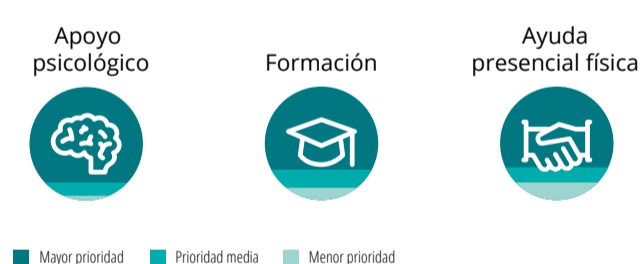 Apoyo
psicológico
Formación
Ayuda
presencial física
Mayor prioridad
Prioridad media
Menor prioridad